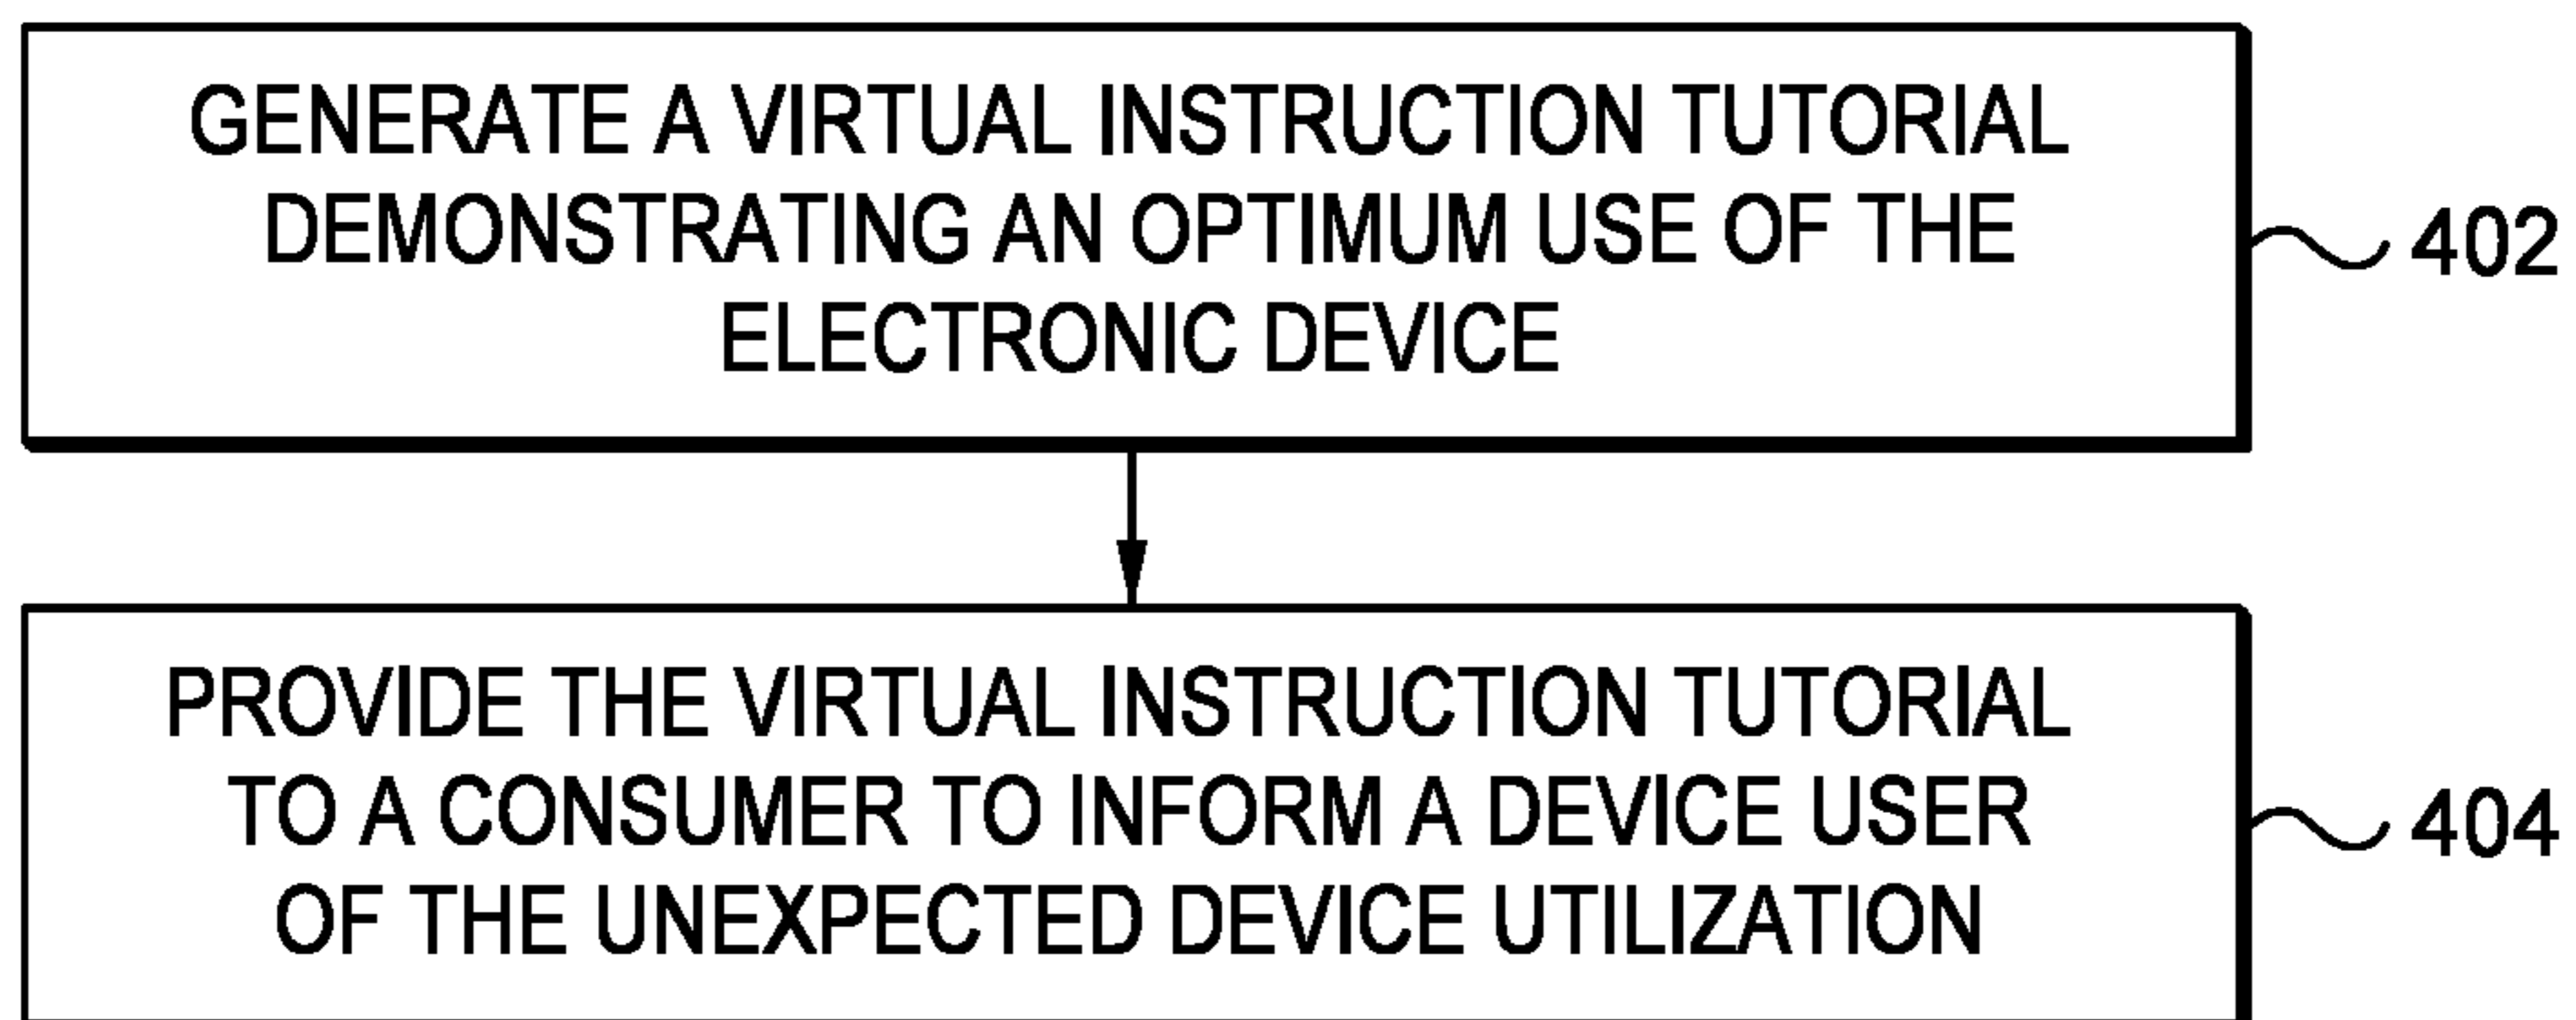 GENERATE A VIRTUAL INSTRUCTION TUTORIAL
DEMONSTRATING AN OPTIMUM USE OF THE
ELECTRONIC DEVICE
402
PROVIDE THE VIRTUAL INSTRUCTION TUTORIAL
TO A CONSUMER TO INFORM A DEVICE USER
OF THE UNEXPECTED DEVICE UTILIZATION
404